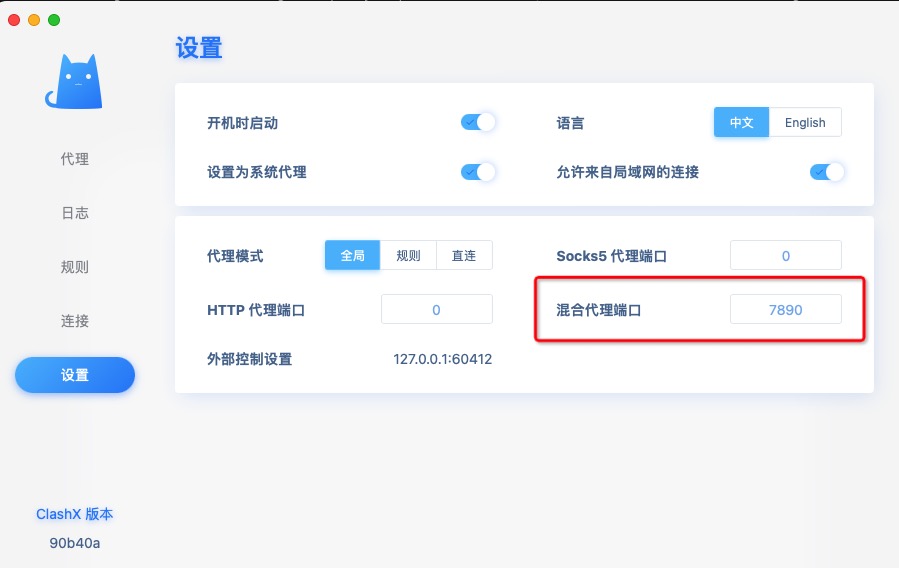 设置
代理
日志
规则
连接
设置
ClashX 版本
90b40a
开机时启动
语言 中文 English
设置为系统代理
允许来自局域网的连接
代理模式 全局 规则 直连
Socks5 代理端口 0
HTTP 代理端口 0
混合代理端口 7890
外部控制设置 127.0.0.1:60412